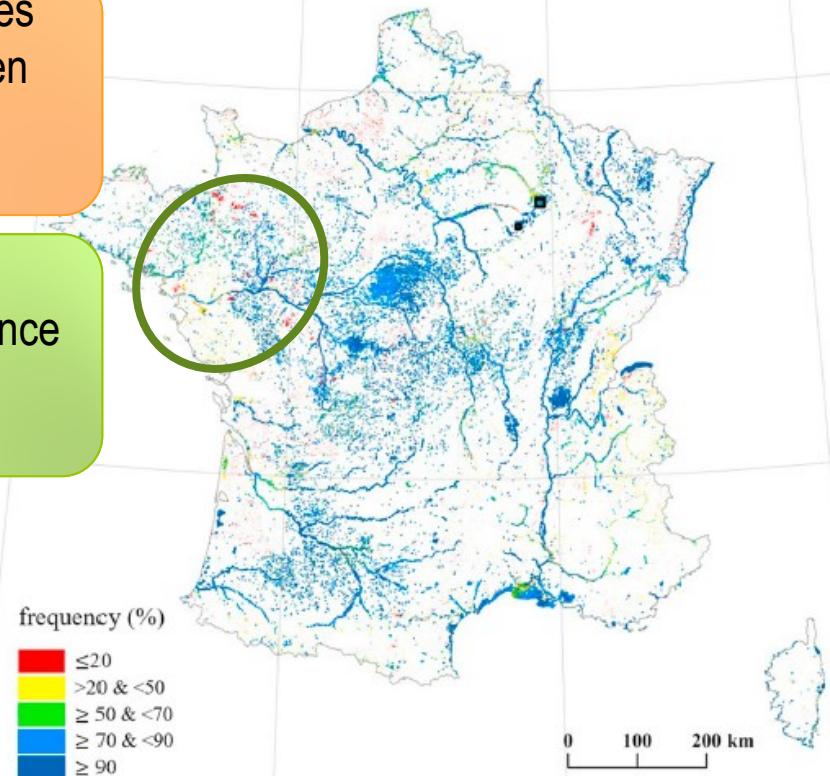 es
en
nce
frequency (%)
≤20
>20 & <50
≥ 50 & <70
≥ 70 & <90
≥ 90
0 100 200 km